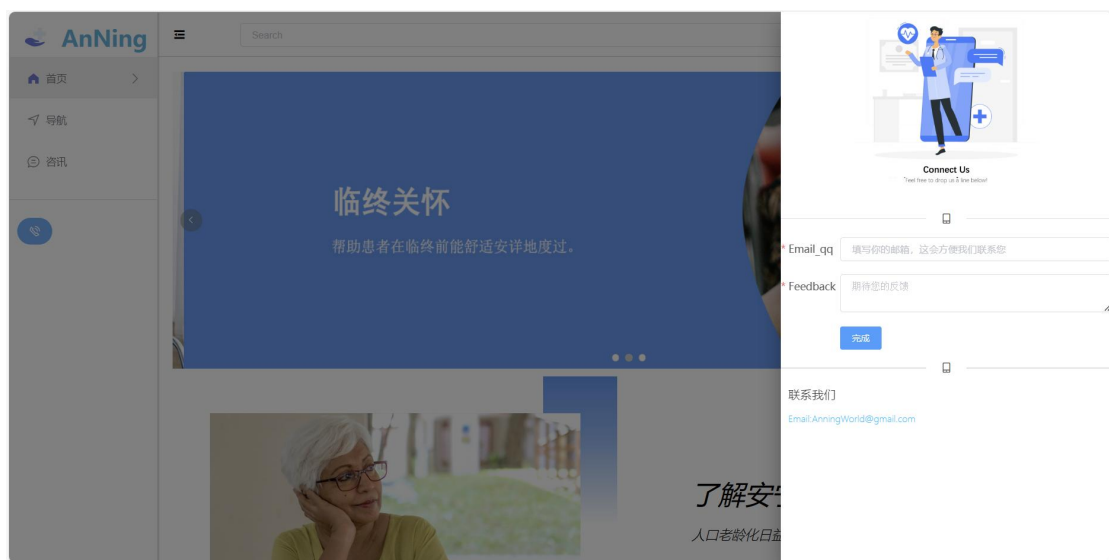 AnNing
Search
首页
导航
咨讯
临终关怀
帮助患者在临终前能舒适安详地度过。
了解安宁
人口老龄化日益
Connect Us
Feel free to drop us a line below!
* Email_qq
填写你的邮箱，这会方便我们联系您
* Feedback
期待您的反馈
完成
联系我们
Email:AnningWorld@gmail.com